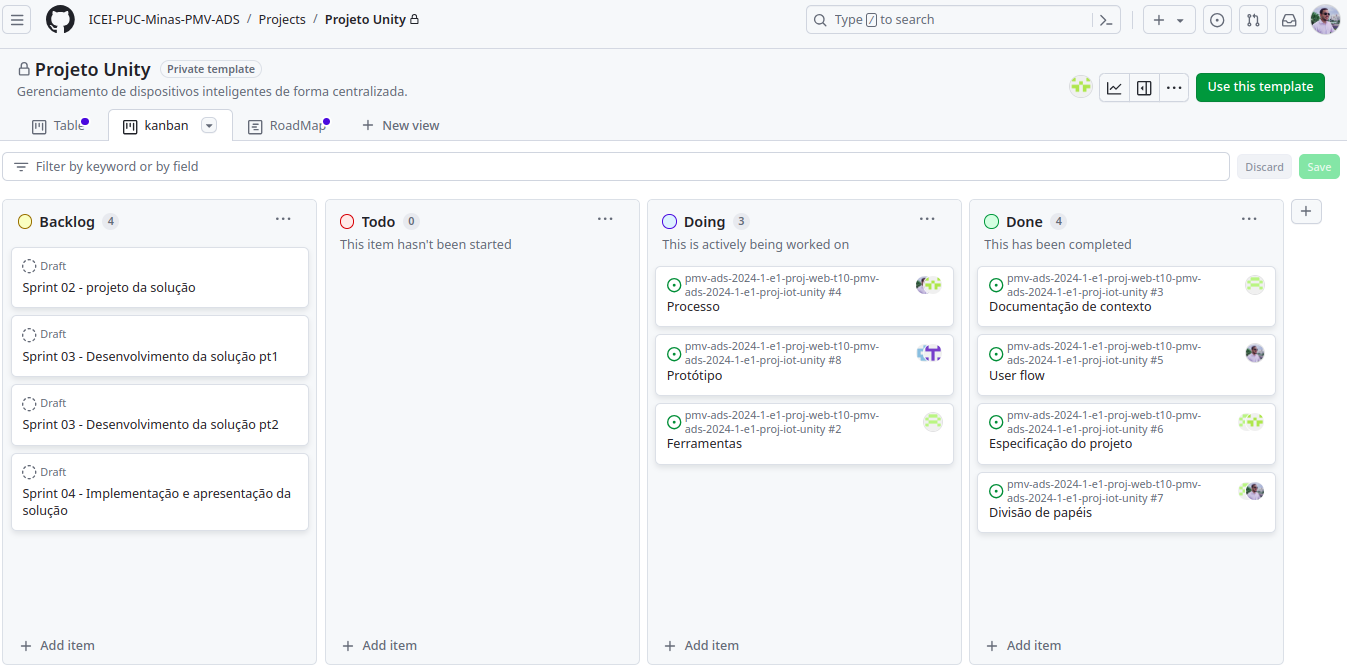 ICEI-PUC-Minas-PMV-ADS / Projects / Projeto Unity
Type / to search
Projeto Unity
Private template
Gerenciamento de dispositivos inteligentes de forma centralizada.
Use this template
Table
kanban
RoadMap
New view
Filter by keyword or by field
Discard
Save
Backlog 4
Draft
Sprint 02 - projeto da solução
Draft
Sprint 03 - Desenvolvimento da solução pt1
Draft
Sprint 03 - Desenvolvimento da solução pt2
Draft
Sprint 04 - Implementação e apresentação da
solução
Add item
Todo 0
This item hasn't been started
Add item
Doing 3
This is actively being worked on
pmv-ads-2024-1-e1-proj-web-t10-pmv-
ads-2024-1-e1-proj-iot-unity #4
Processo
pmv-ads-2024-1-e1-proj-web-t10-pmv-
ads-2024-1-e1-proj-iot-unity #8
Protótipo
pmv-ads-2024-1-e1-proj-web-t10-pmv-
ads-2024-1-e1-proj-iot-unity #2
Ferramentas
Add item
Done 4
This has been completed
pmv-ads-2024-1-e1-proj-web-t10-pmv-
ads-2024-1-e1-proj-iot-unity #3
Documentação de contexto
pmv-ads-2024-1-e1-proj-web-t10-pmv-
ads-2024-1-e1-proj-iot-unity #5
User flow
pmv-ads-2024-1-e1-proj-web-t10-pmv-
ads-2024-1-e1-proj-iot-unity #6
Especificação do projeto
pmv-ads-2024-1-e1-proj-web-t10-pmv-
ads-2024-1-e1-proj-iot-unity #7
Divisão de papéis
Add item